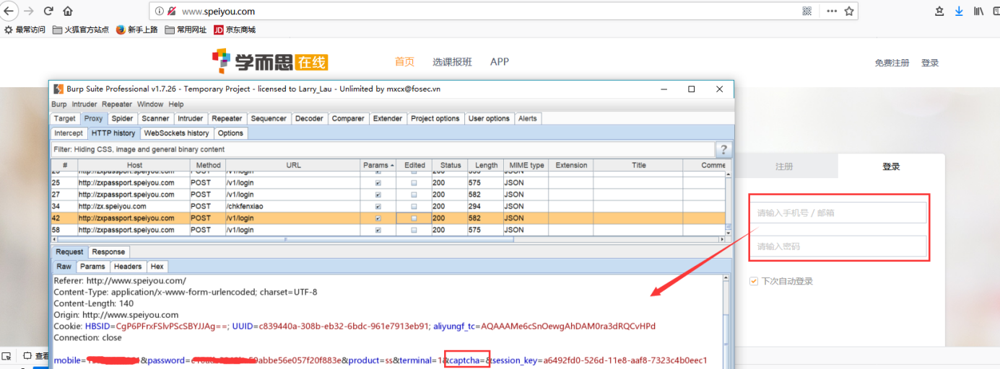 www.speiyou.com
最常访问 火狐官方站点 新手上路 常用网址 JD 京东商城
学而思在线 首页 选课报班 APP 免费注册 登录
Burp Suite Professional v1.7.26 - Temporary Project - licensed to Larry_Lau - Unlimited by mxcx@fosec.vn
Burp Intruder Repeater Window Help
Target Proxy Spider Scanner Intruder Repeater Sequencer Decoder Comparer Extender Project options User options Alerts
Intercept HTTP history WebSockets history Options
Filter: Hiding CSS, image and general binary content ?
# Host Method URL Params Edited Status Length MIME type Extension Title Comme
http://zxpassport.speiyou.com POST /v1/login 200 JSON
25 http://zxpassport.speiyou.com POST /v1/login 200 575 JSON
27 http://zxpassport.speiyou.com POST /v1/login 200 582 JSON
34 http://zx.speiyou.com POST /chkfenxiao 200 294 JSON
42 http://zxpassport.speiyou.com POST /v1/login 200 582 JSON
58 http://zxpassport.speiyou.com POST /v1/login 200 575 JSON
Request Response
Raw Params Headers Hex
Referer: http://www.speiyou.com/
Content-Type: application/x-www-form-urlencoded; charset=UTF-8
Content-Length: 140
Origin: http://www.speiyou.com
Cookie: HBSID=CgP6PFrxFSlvPScSBYJJAg==; UUID=c839440a-308b-eb32-6bdc-961e7913eb91; aliyungf_tc=AQAAAMe6cSnOewgAhDAM0ra3dRQCvHPd
Connection: close
mobile= &password= 59abbe56e057f20f883e&product=ss&terminal=1&captcha=&session_key=a6492fd0-526d-11e8-aaf8-7323c4b0eec1
注册 登录
请输入手机号 / 邮箱
请输入密码
下次自动登录
查看